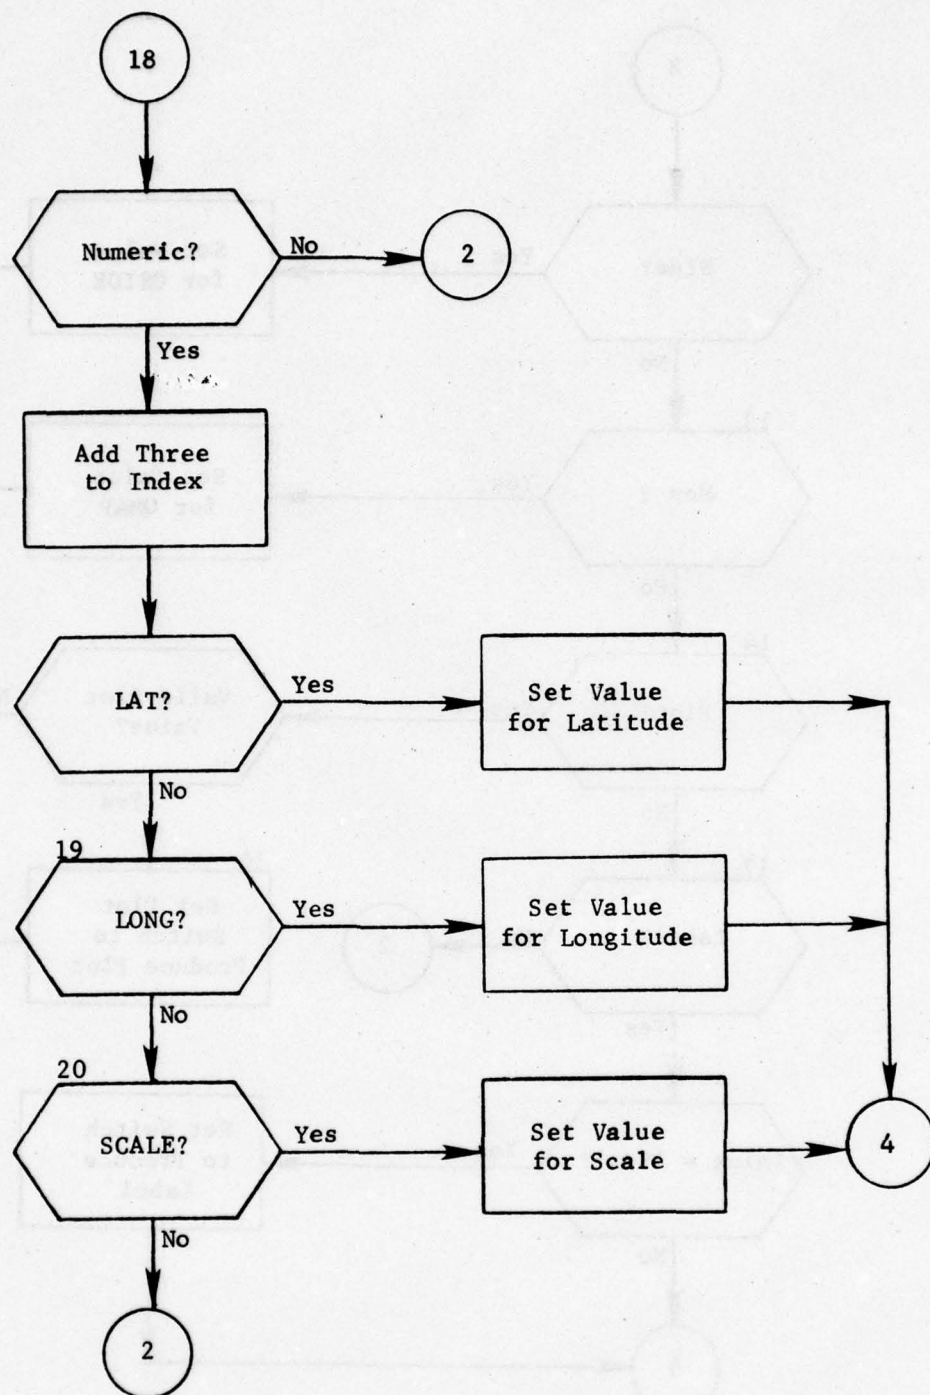 18
Numeric?
No
2
Yes
Add Three
to Index
LAT?
Yes
Set Value
for Latitude
No
19
LONG?
Yes
Set Value
for Longitude
No
20
SCALE?
Yes
Set Value
for Scale
4
No
2